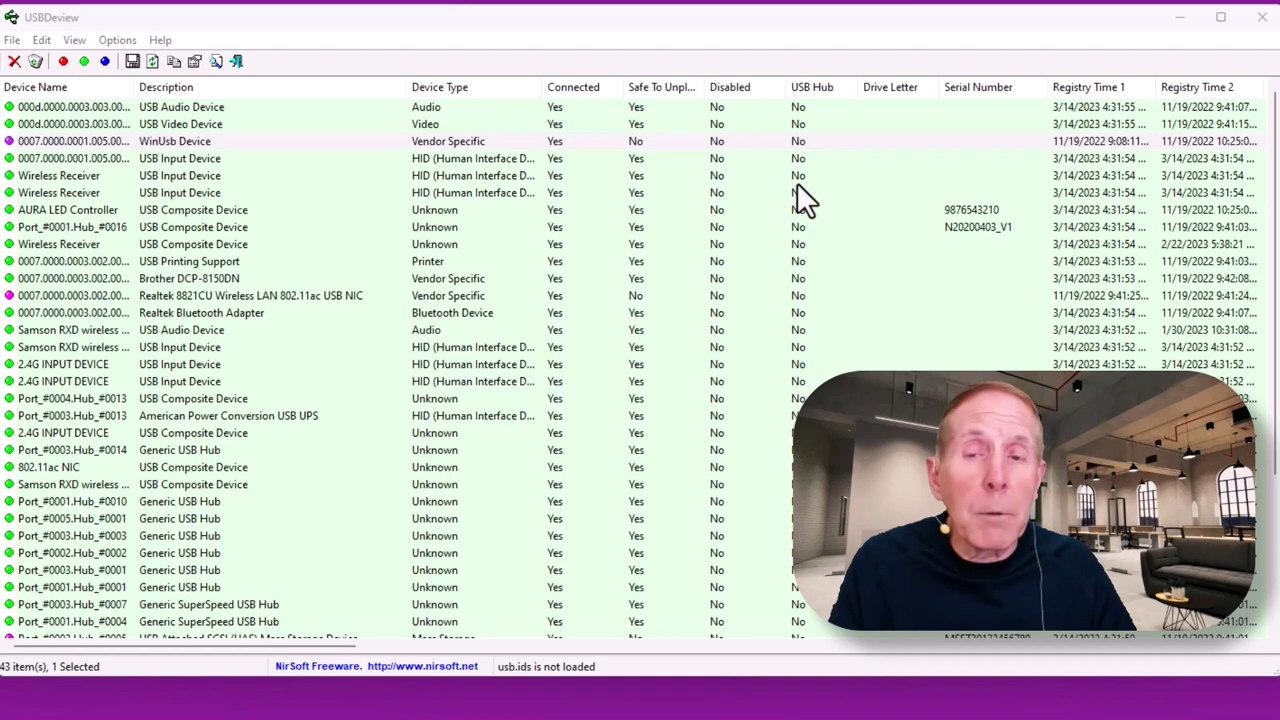 USBDeview
File Edit View Options Help
Device Name Description Device Type Connected Safe To Unpl... Disabled USB Hub Drive Letter Serial Number Registry Time 1 Registry Time 2
000d.0000.0003.003.00... USB Audio Device Audio Yes Yes No No 3/14/2023 4:31:55 ... 11/19/2022 9:41:07...
000d.0000.0003.003.00... USB Video Device Video Yes Yes No No 3/14/2023 4:31:55 ... 11/19/2022 9:41:15...
0007.0000.0001.005.00... WinUsb Device Vendor Specific Yes No No No 11/19/2022 9:08:11... 11/19/2022 10:25:0...
0007.0000.0001.005.00... USB Input Device HID (Human Interface D... Yes Yes No No 3/14/2023 4:31:54 ... 3/14/2023 4:31:54 ...
Wireless Receiver USB Input Device HID (Human Interface D... Yes Yes No No 3/14/2023 4:31:54 ... 3/14/2023 4:31:54 ...
Wireless Receiver USB Input Device HID (Human Interface D... Yes Yes No 3/14/2023 4:31:54 ... 3/14/2023 4:31:54 ...
AURA LED Controller USB Composite Device Unknown Yes Yes No 9876543210 3/14/2023 4:31:54 ... 11/19/2022 10:25:0...
Port_#0001.Hub_#0016 USB Composite Device Unknown Yes Yes No No N20200403_V1 3/14/2023 4:31:54 ... 11/19/2022 9:41:03...
Wireless Receiver USB Composite Device Unknown Yes Yes No No 3/14/2023 4:31:54 ... 2/22/2023 5:38:21 ...
0007.0000.0003.002.00... USB Printing Support Printer Yes Yes No No 3/14/2023 4:31:53 ... 11/19/2022 9:41:03...
0007.0000.0003.002.00... Brother DCP-8150DN Vendor Specific Yes Yes No No 3/14/2023 4:31:53 ... 11/19/2022 9:42:08...
0007.0000.0003.002.00... Realtek 8821CU Wireless LAN 802.11ac USB NIC Vendor Specific Yes No No No 11/19/2022 9:41:25... 11/19/2022 9:41:24...
0007.0000.0003.002.00... Realtek Bluetooth Adapter Bluetooth Device Yes Yes No No 3/14/2023 4:31:54 ... 11/19/2022 9:41:07...
Samson RXD wireless ... USB Audio Device Audio Yes Yes No No 3/14/2023 4:31:52 ... 1/30/2023 10:31:08...
Samson RXD wireless ... USB Input Device HID (Human Interface D... Yes Yes No No 3/14/2023 4:31:52 ... 3/14/2023 4:31:52 ...
2.4G INPUT DEVICE USB Input Device HID (Human Interface D... Yes Yes No No 3/14/2023 4:31:52 ... 3/14/2023 4:31:52 ...
2.4G INPUT DEVICE USB Input Device HID (Human Interface D... Yes Yes No
Port_#0004.Hub_#0013 USB Composite Device Unknown Yes Yes No
Port_#0003.Hub_#0013 American Power Conversion USB UPS HID (Human Interface D... Yes Yes No
2.4G INPUT DEVICE USB Composite Device Unknown Yes Yes No
Port_#0003.Hub_#0014 Generic USB Hub Unknown Yes Yes No
802.11ac NIC USB Composite Device Unknown Yes Yes No
Samson RXD wireless ... USB Composite Device Unknown Yes Yes No
Port_#0001.Hub_#0010 Generic USB Hub Unknown Yes Yes No
Port_#0005.Hub_#0001 Generic USB Hub Unknown Yes Yes No
Port_#0003.Hub_#0003 Generic USB Hub Unknown Yes Yes No
Port_#0002.Hub_#0002 Generic USB Hub Unknown Yes Yes No
Port_#0003.Hub_#0001 Generic USB Hub Unknown Yes Yes No
Port_#0001.Hub_#0001 Generic USB Hub Unknown Yes Yes No
Port_#0003.Hub_#0007 Generic SuperSpeed USB Hub Unknown Yes Yes No
Port_#0001.Hub_#0004 Generic SuperSpeed USB Hub Unknown Yes Yes No
43 item(s), 1 Selected NirSoft Freeware. http://www.nirsoft.net usb.ids is not loaded